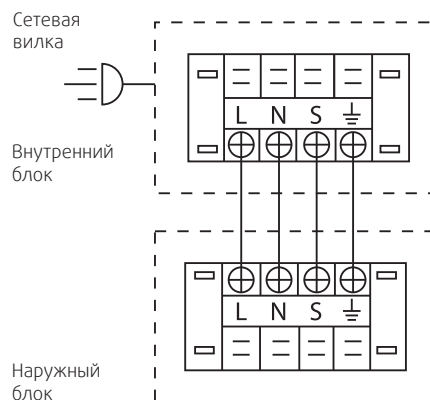 Сетевая
вилка
L N S
Внутренний
блок
L N S
Наружный
блок